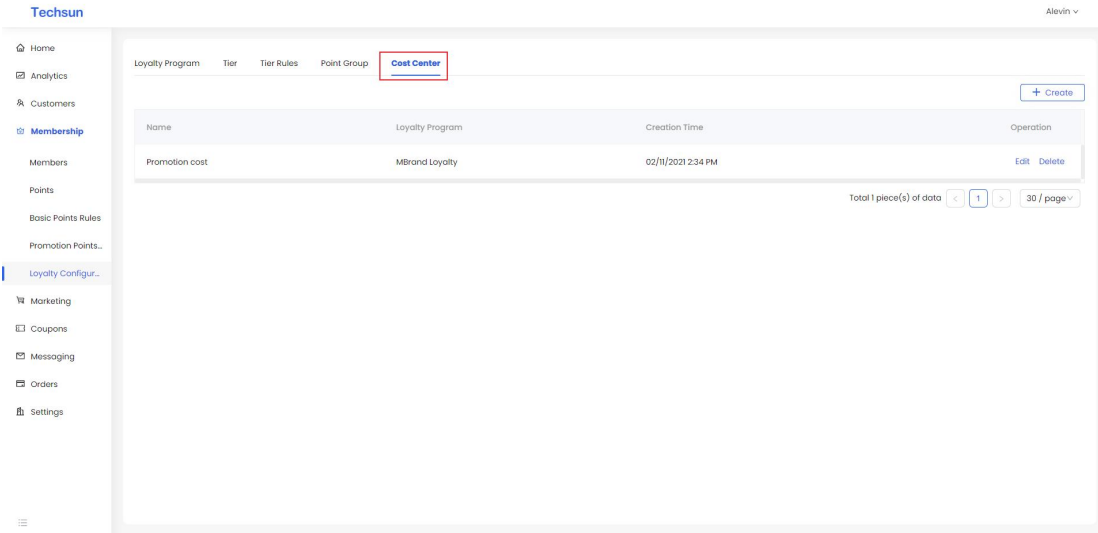 Techsun
Alevin
Home
Analytics
Customers
Membership
Members
Points
Basic Points Rules
Promotion Points...
Loyalty Configur...
Marketing
Coupons
Messaging
Orders
Settings
Loyalty Program Tier Tier Rules Point Group Cost Center
+ Create
Name Loyalty Program Creation Time Operation
Promotion cost MBrand Loyalty 02/11/2021 2:34 PM Edit Delete
Total 1 piece(s) of data < 1 > 30 / page